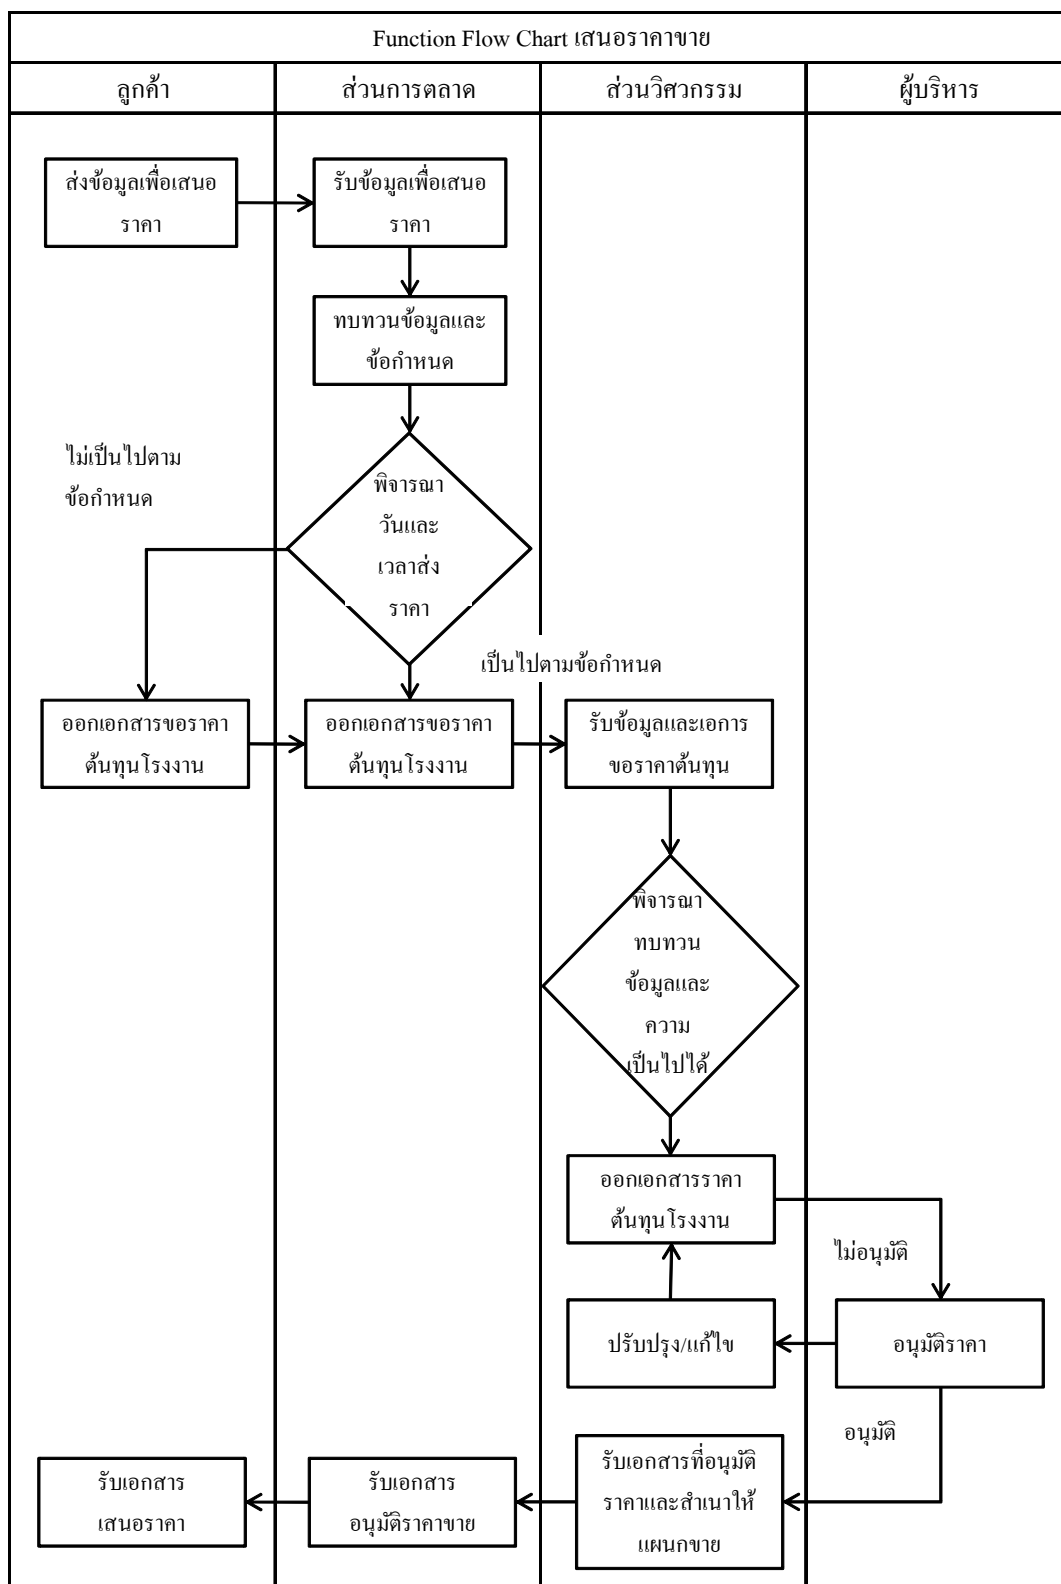 Function Flow Chart เสนอราคาขาย
ลูกค้า
ส่วนการตลาด
ส่วนวิศวกรรม
ผู้บริหาร
ส่งข้อมูลเพื่อเสนอ
ราคา
รับข้อมูลเพื่อเสนอ
ราคา
ทบทวนข้อมูลและ
ข้อกำหนด
ไม่เป็นไปตาม
ข้อกำหนด
พิจารณา
วันและ
เวลาส่ง
ราคา
เป็นไปตามข้อกำหนด
ออกเอกสารขอราคา
ต้นทุนโรงงาน
ออกเอกสารขอราคา
ต้นทุนโรงงาน
รับข้อมูลและเอการ
ขอราคาต้นทุน
พิจารณา
ทบทวน
ข้อมูลและ
ความ
เป็นไปได้
ออกเอกสารราคา
ต้นทุนโรงงาน
ไม่อนุมัติ
ปรับปรุง/แก้ไข
อนุมัติราคา
อนุมัติ
รับเอกสาร
เสนอราคา
รับเอกสาร
อนุมัติราคาขาย
รับเอกสารที่อนุมัติ
ราคาและสำเนาให้
แผนกขาย